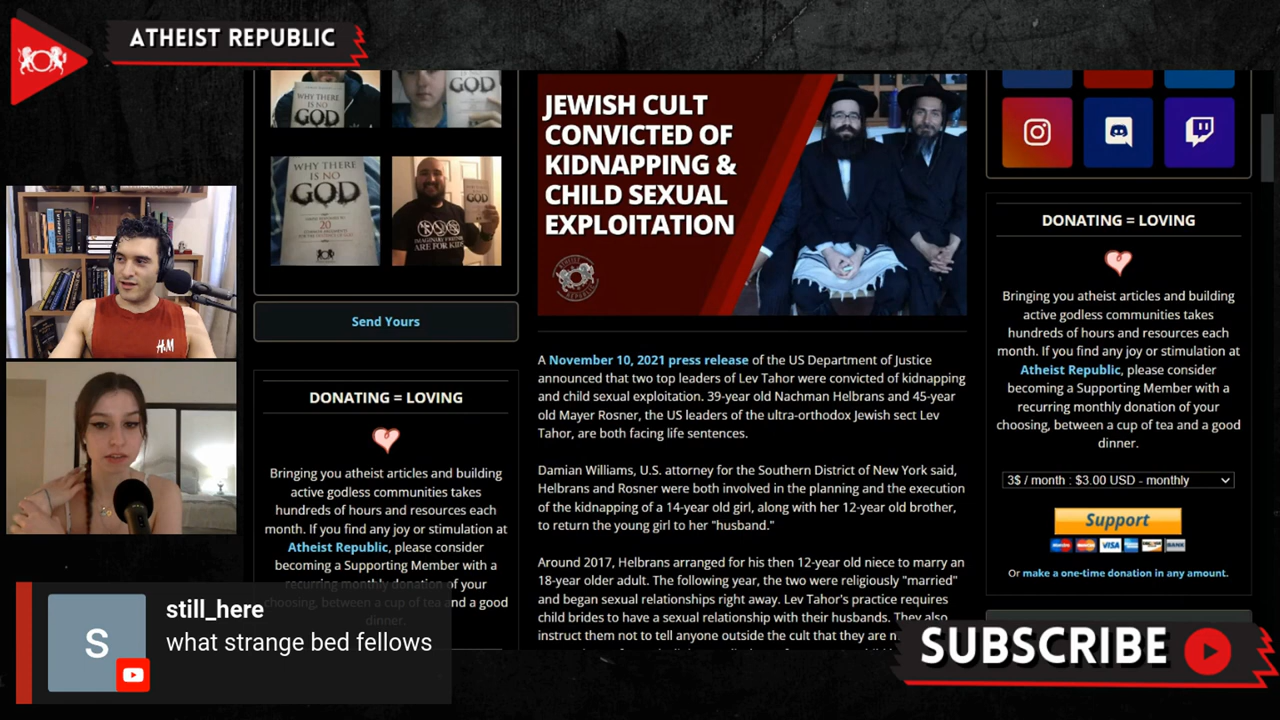 ATHEIST REPUBLIC
WHY THERE
IS NO
GOD
GOD
WHY THERE
IS NO
GOD
20
GOD
IMAGINARY FRIENDS
ARE FOR KIDS
Send Yours
DONATING = LOVING
Bringing you atheist articles and building
active godless communities takes
hundreds of hours and resources each
month. If you find any joy or stimulation at
Atheist Republic, please consider
becoming a Supporting Member with a
recurring monthly donation of your
choosing, between a cup of tea and a good
dinner.
JEWISH CULT
CONVICTED OF
KIDNAPPING &
CHILD SEXUAL
EXPLOITATION
A November 10, 2021 press release of the US Department of Justice
announced that two top leaders of Lev Tahor were convicted of kidnapping
and child sexual exploitation. 39-year old Nachman Helbrans and 45-year
old Mayer Rosner, the US leaders of the ultra-orthodox Jewish sect Lev
Tahor, are both facing life sentences.
Damian Williams, U.S. attorney for the Southern District of New York said,
Helbrans and Rosner were both involved in the planning and the execution
of the kidnapping of a 14-year old girl, along with her 12-year old brother,
to return the young girl to her "husband."
Around 2017, Helbrans arranged for his then 12-year old niece to marry an
18-year older adult. The following year, the two were religiously "married"
and began sexual relationships right away. Lev Tahor's practice requires
child brides to have a sexual relationship with their husbands. They also
instruct them not to tell anyone outside the cult that they are
DONATING = LOVING
Bringing you atheist articles and building
active godless communities takes
hundreds of hours and resources each
month. If you find any joy or stimulation at
Atheist Republic, please consider
becoming a Supporting Member with a
recurring monthly donation of your
choosing, between a cup of tea and a good
dinner.
3$ / month : $3.00 USD - monthly
Support
VISA
BANK
Or make a one-time donation in any amount.
H&M
S
still_here
what strange bed fellows
SUBSCRIBE